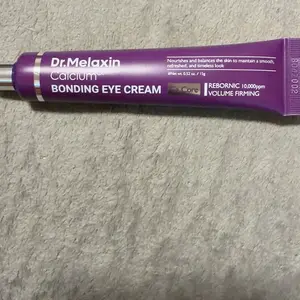 Dr.Melaxin
Calcium
BONDING EYE CREAM
Nourishes and balances the skin to maintain a smooth,
refreshed, and timeless look
REBORNIC 10,000ppm
VOLUME FIRMING